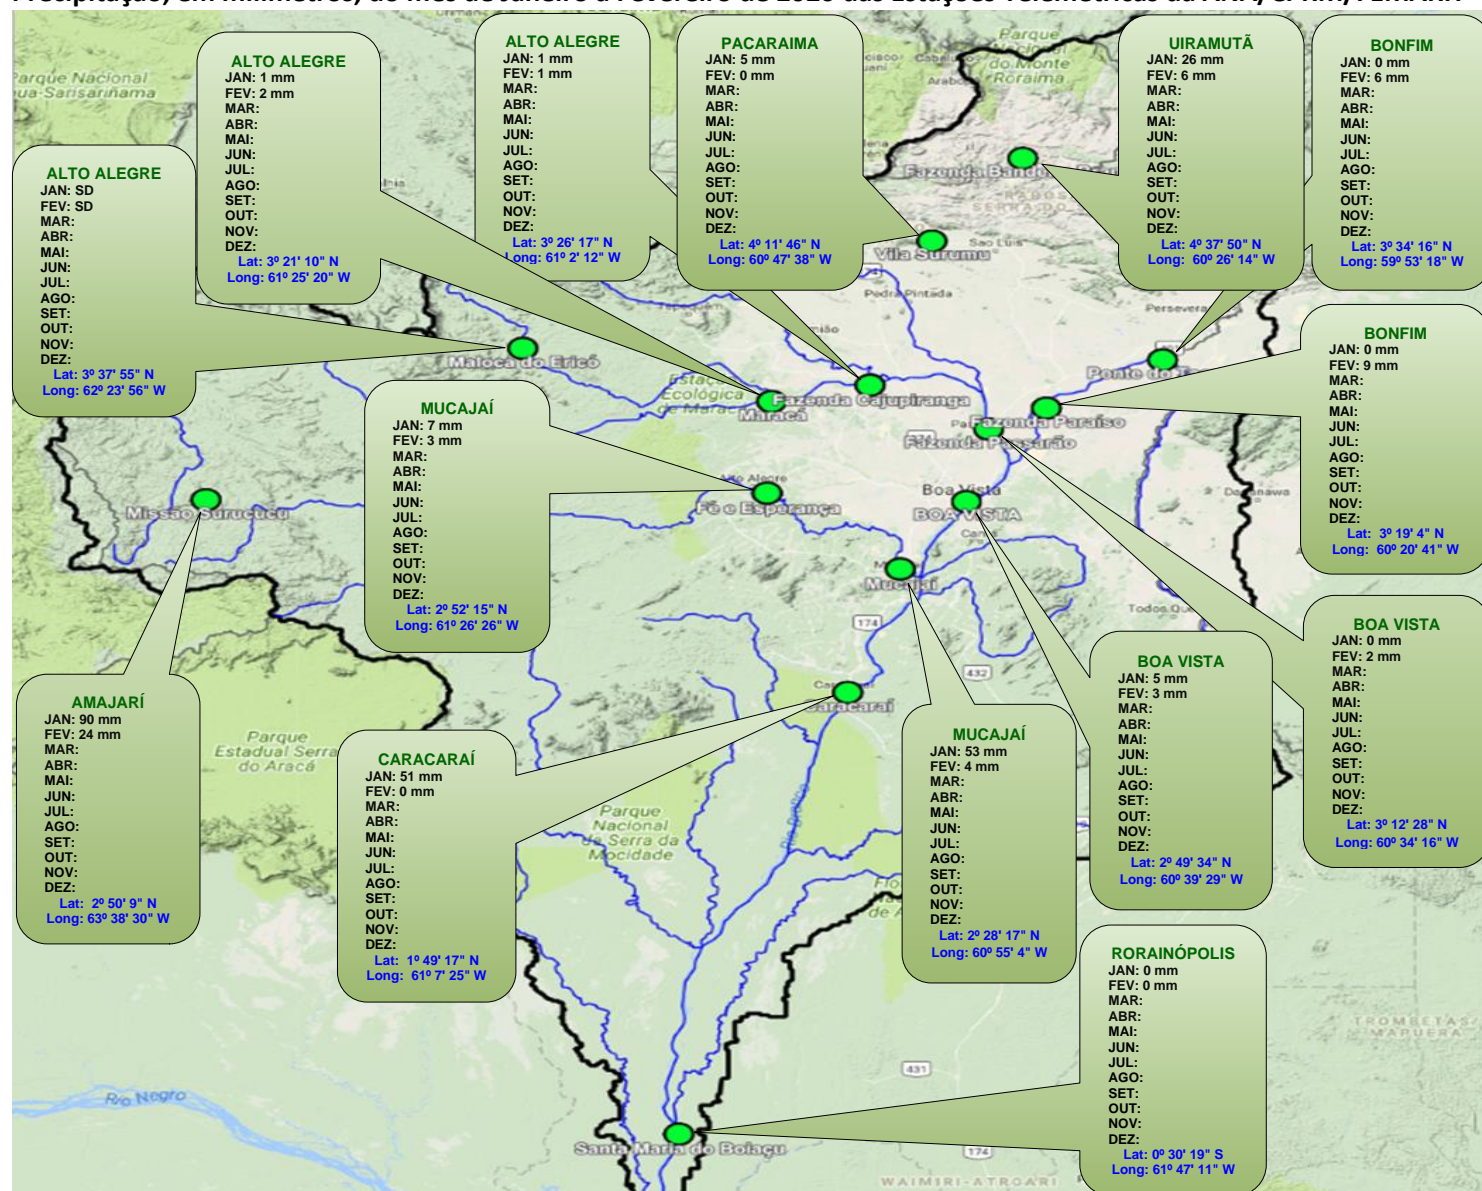 ALTO ALEGRE
JAN: 1 mm
FEV: 2 mm
MAR:
ABR:
MAI:
JUN:
JUL:
AGO:
SET:
OUT:
NOV:
DEZ:
Lat: 3º 21' 10" N
Long: 61º 25' 20" W
ALTO ALEGRE
JAN: 1 mm
FEV: 1 mm
MAR:
ABR:
MAI:
JUN:
JUL:
AGO:
SET:
OUT:
NOV:
DEZ:
Lat: 3º 26' 17" N
Long: 61º 2' 12" W
PACARAIMA
JAN: 5 mm
FEV: 0 mm
MAR:
ABR:
MAI:
JUN:
JUL:
AGO:
SET:
OUT:
NOV:
DEZ:
Lat: 4º 11' 46" N
Long: 60º 47' 38" W
UIRAMUTÃ
JAN: 26 mm
FEV: 6 mm
MAR:
ABR:
MAI:
JUN:
JUL:
AGO:
SET:
OUT:
NOV:
DEZ:
Lat: 4º 37' 50" N
Long: 60º 26' 14" W
BONFIM
JAN: 0 mm
FEV: 6 mm
MAR:
ABR:
MAI:
JUN:
JUL:
AGO:
SET:
OUT:
NOV:
DEZ:
Lat: 3º 34' 16" N
Long: 59º 53' 18" W
ALTO ALEGRE
JAN: SD
FEV: SD
MAR:
ABR:
MAI:
JUN:
JUL:
AGO:
SET:
OUT:
NOV:
DEZ:
Lat: 3º 37' 55" N
Long: 62º 23' 56" W
MUCAJAÍ
JAN: 7 mm
FEV: 3 mm
MAR:
ABR:
MAI:
JUN:
JUL:
AGO:
SET:
OUT:
NOV:
DEZ:
Lat: 2º 52' 15" N
Long: 61º 26' 26" W
BONFIM
JAN: 0 mm
FEV: 9 mm
MAR:
ABR:
MAI:
JUN:
JUL:
AGO:
SET:
OUT:
NOV:
DEZ:
Lat: 3º 19' 4" N
Long: 60º 20' 41" W
AMAJARÍ
JAN: 90 mm
FEV: 24 mm
MAR:
ABR:
MAI:
JUN:
JUL:
AGO:
SET:
OUT:
NOV:
DEZ:
Lat: 2º 50' 9" N
Long: 63º 38' 30" W
CARACARAÍ
JAN: 51 mm
FEV: 0 mm
MAR:
ABR:
MAI:
JUN:
JUL:
AGO:
SET:
OUT:
NOV:
DEZ:
Lat: 1º 49' 17" N
Long: 61º 7' 25" W
MUCAJAÍ
JAN: 53 mm
FEV: 4 mm
MAR:
ABR:
MAI:
JUN:
JUL:
AGO:
SET:
OUT:
NOV:
DEZ:
Lat: 2º 28' 17" N
Long: 60º 55' 4" W
BOA VISTA
JAN: 5 mm
FEV: 3 mm
MAR:
ABR:
MAI:
JUN:
JUL:
AGO:
SET:
OUT:
NOV:
DEZ:
Lat: 2º 49' 34" N
Long: 60º 39' 29" W
BOA VISTA
JAN: 0 mm
FEV: 2 mm
MAR:
ABR:
MAI:
JUN:
JUL:
AGO:
SET:
OUT:
NOV:
DEZ:
Lat: 3º 12' 28" N
Long: 60º 34' 16" W
RORAINÓPOLIS
JAN: 0 mm
FEV: 0 mm
MAR:
ABR:
MAI:
JUN:
JUL:
AGO:
SET:
OUT:
NOV:
DEZ:
Lat: 0º 30' 19" S
Long: 61º 47' 11" W
Parque Nacional
Parque
do Monte
Roraima
Fazenda
Vila Surumu
Sao Luis
Pedra Pintada
Maloca do Ericó
Ecológica
Maracá
Fazenda Cajupiranga
Ponte do
Fazenda Paraíso
Fazenda Passarão
Missão Surucucu
Fé e Esperança
Boa Vista
BOA VISTA
Mucajaí
174
432
Caracaraí
Parque
Estadual Serra
do Aracá
Parque
Nacional
da Serra da
Mocidade
Rio Branco
Rio Negro
431
174
Santa Maria do Boiaçu
TROMBETAS/
MAPUERA
WAIMIRI-ATROARI